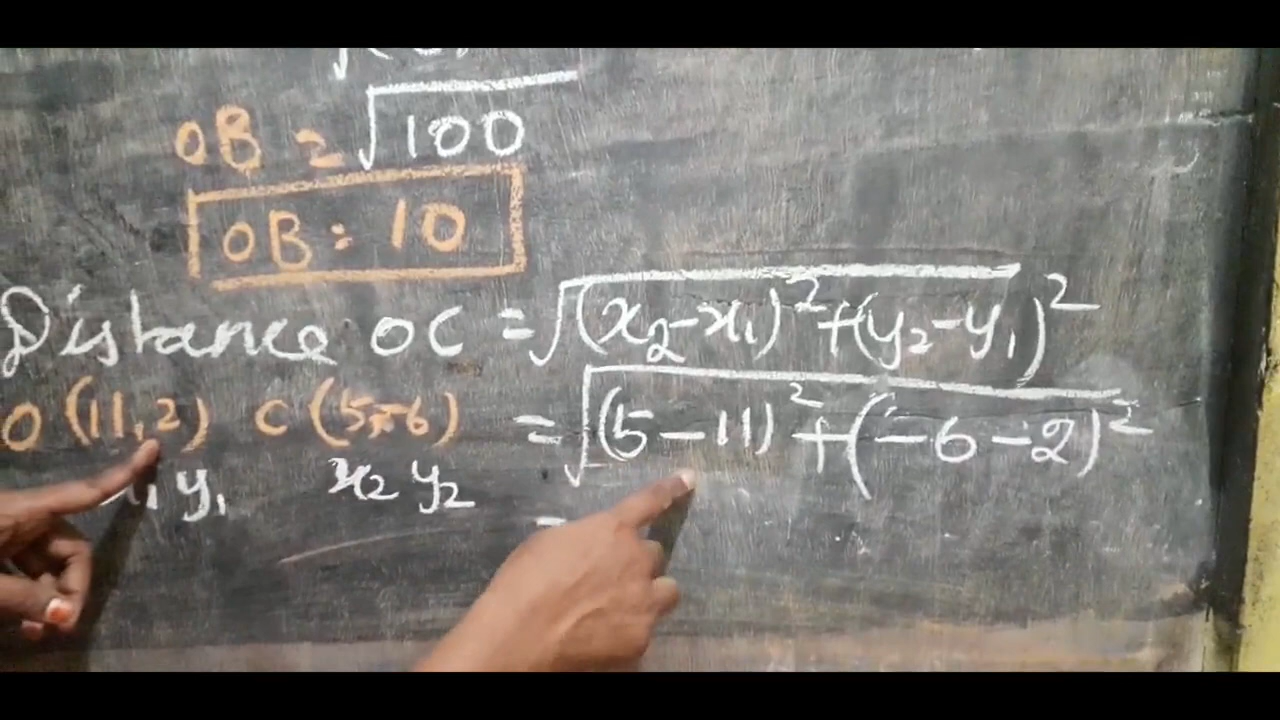 OB = √100
OB = 10
Distance OC = √(x₂-x₁)²+(y₂-y₁)²
O (11,2) C (5,-6) = √(5-11)²+(-6-2)²
x₁ y₁ x₂ y₂
=